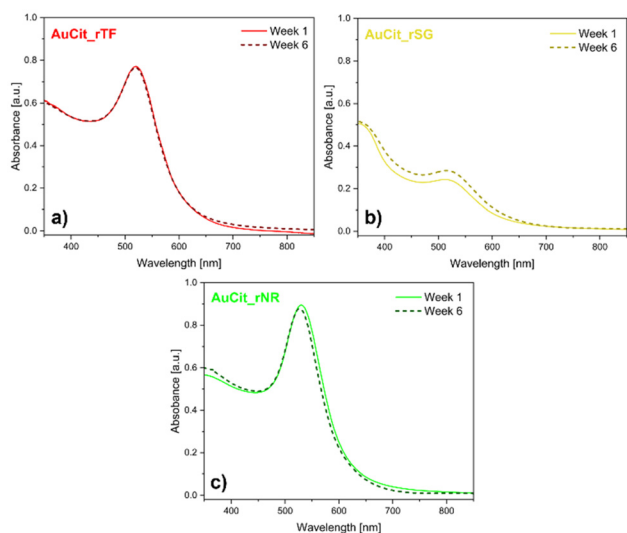 AuCit_rTF
Week 1
Week 6
1.0
0.8
0.6
0.4
0.2
0.0
Absorbance [a.u.]
a)
400 500 600 700 800
Wavelength [nm]
AuCit_rSG
Week 1
Week 6
1.0
0.8
0.6
0.4
0.2
0.0
Absorbance [a.u.]
b)
400 500 600 700 800
Wavelength [nm]
AuCit_rNR
Week 1
Week 6
1.0
0.8
0.6
0.4
0.2
0.0
Absorbance [a.u.]
c)
400 500 600 700 800
Wavelength [nm]